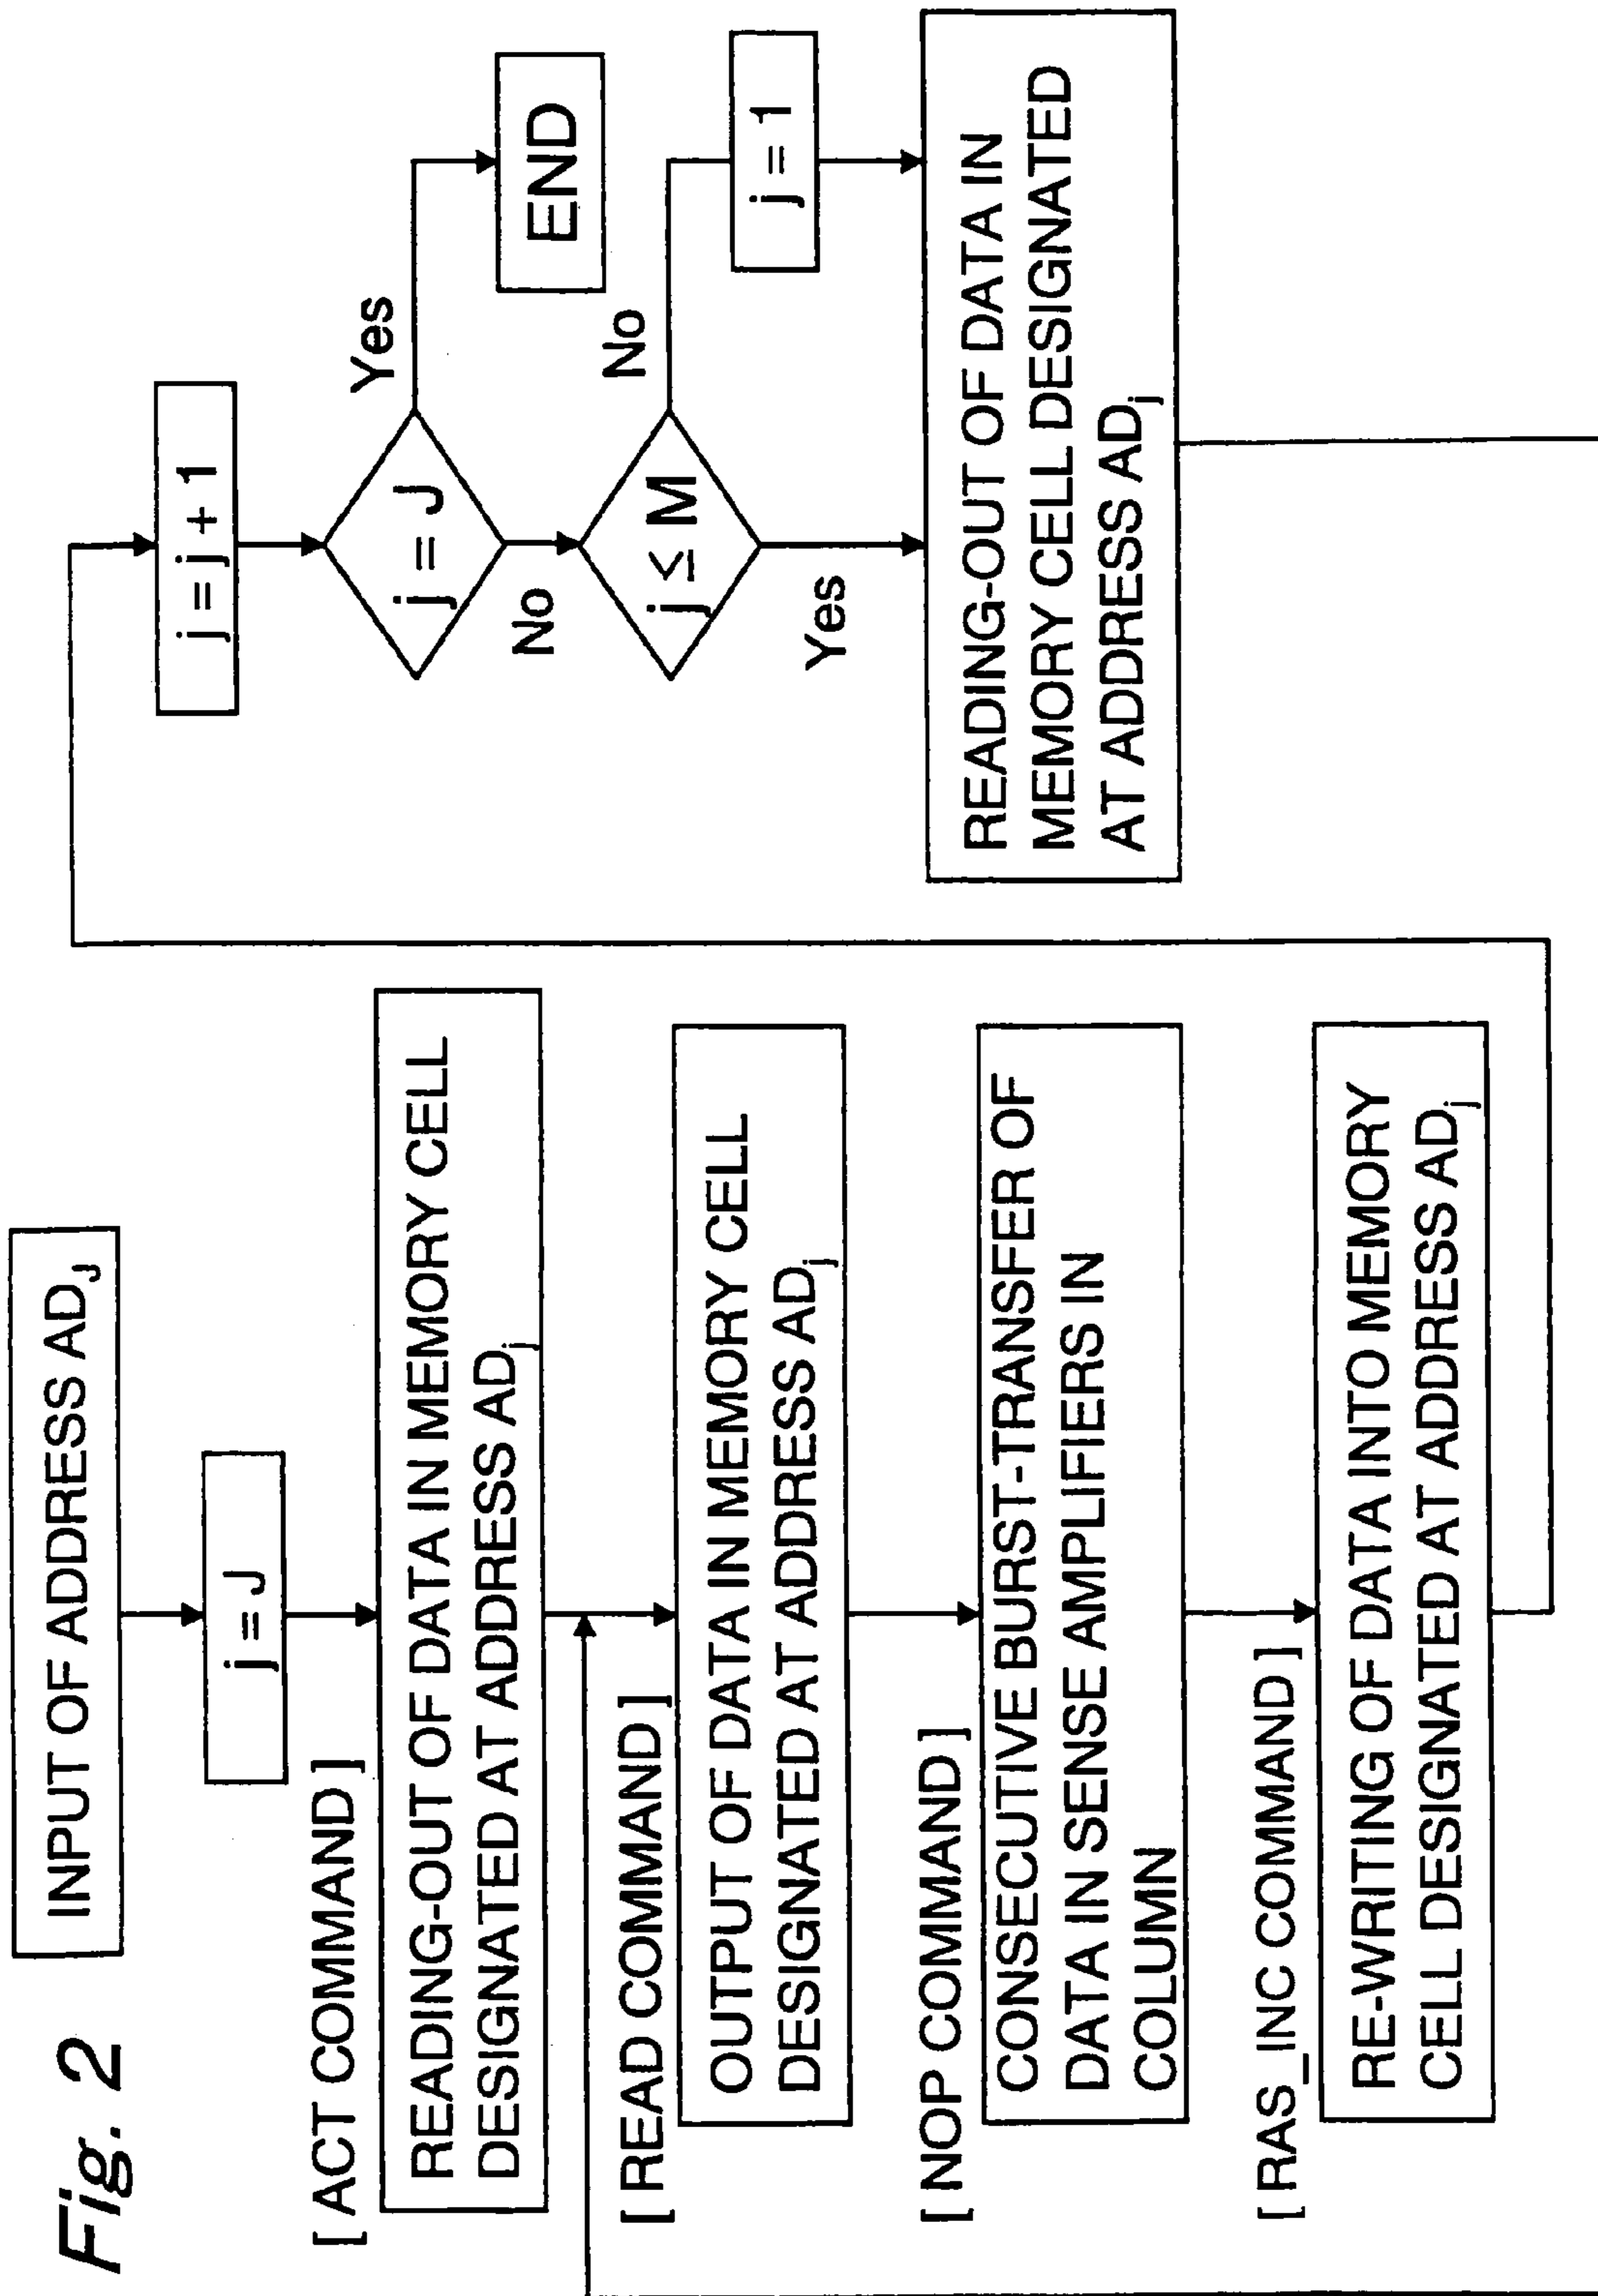 Fig. 2
INPUT OF ADDRESS AD_J
j = J
[ ACT COMMAND ]
READING-OUT OF DATA IN MEMORY CELL
DESIGNATED AT ADDRESS AD_j
[ READ COMMAND ]
OUTPUT OF DATA IN MEMORY CELL
DESIGNATED AT ADDRESS AD_j
[ NOP COMMAND ]
CONSECUTIVE BURST-TRANSFER OF
DATA IN SENSE AMPLIFIERS IN
COLUMN
[ RAS_INC COMMAND ]
RE-WRITING OF DATA INTO MEMORY
CELL DESIGNATED AT ADDRESS AD_j
j = j + 1
j = J
Yes
END
No
j ≤ M
No
j = 1
Yes
READING-OUT OF DATA IN
MEMORY CELL DESIGNATED
AT ADDRESS AD_j